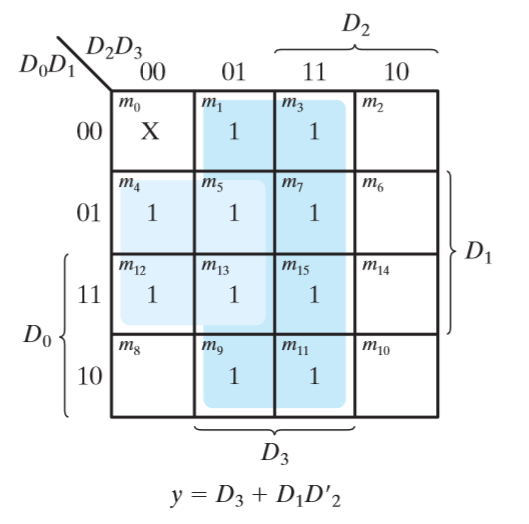 D₂
D₂D₃
D₀D₁
00 01 11 10
m₀ m₁ m₃ m₂
00 X 1 1
m₄ m₅ m₇ m₆
01 1 1 1
D₁
m₁₂ m₁₃ m₁₅ m₁₄
11 1 1 1
D₀
m₈ m₉ m₁₁ m₁₀
10 1 1
D₃
y = D₃ + D₁D′₂